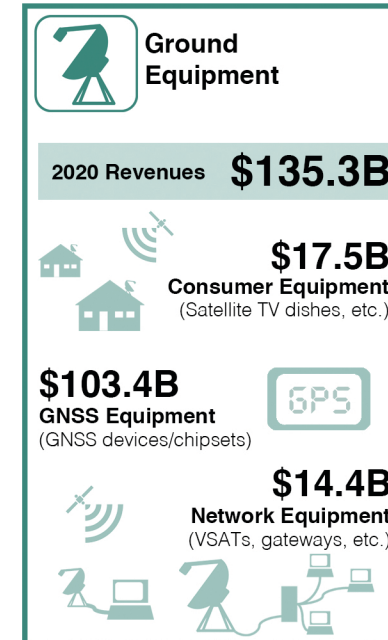 Ground
Equipment
2020 Revenues $135.3B
$17.5B
Consumer Equipment
(Satellite TV dishes, etc.)
$103.4B
GNSS Equipment
(GNSS devices/chipsets)
GPS
$14.4B
Network Equipment
(VSATs, gateways, etc.)